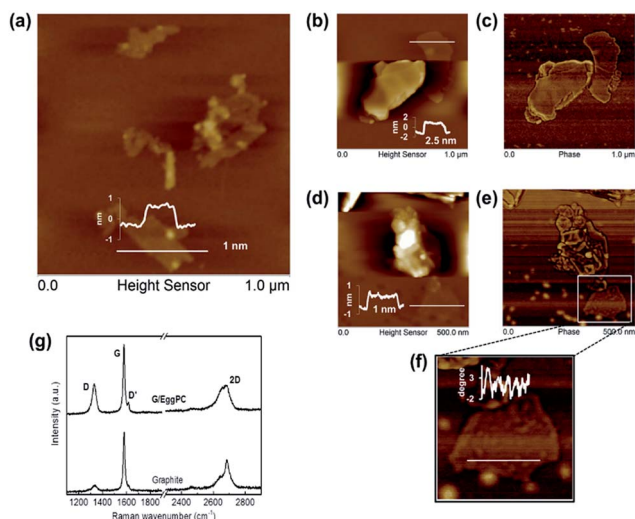 (a)
1
0
-1
nm
1 nm
0.0 Height Sensor 1.0 µm
(b)
2
0
-2
nm
2.5 nm
0.0 Height Sensor 1.0 µm
(c)
0.0 Phase 1.0 µm
(d)
1
0
-1
nm
1 nm
0.0 Height Sensor 500.0 nm
(e)
0.0 Phase 500.0 nm
(f)
3
-2
degree
(g)
G
D
D'
2D
G/EggPC
Graphite
Intensity (a.u.)
1200 1400 1600 1800 2400 2600 2800
Raman wavenumber (cm⁻¹)